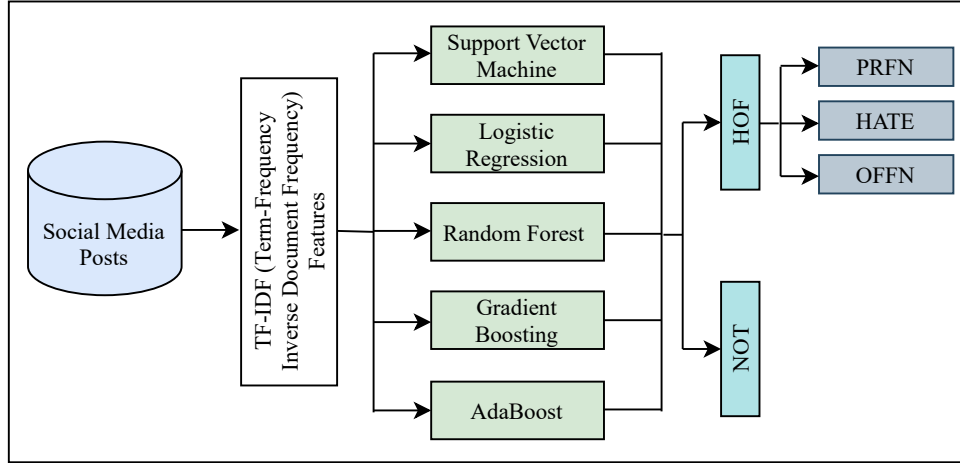 Social Media
Posts
TF-IDF (Term-Frequency
Inverse Document Frequency)
Features
Support Vector
Machine
Logistic
Regression
Random Forest
Gradient
Boosting
AdaBoost
HOF
NOT
PRFN
HATE
OFFN